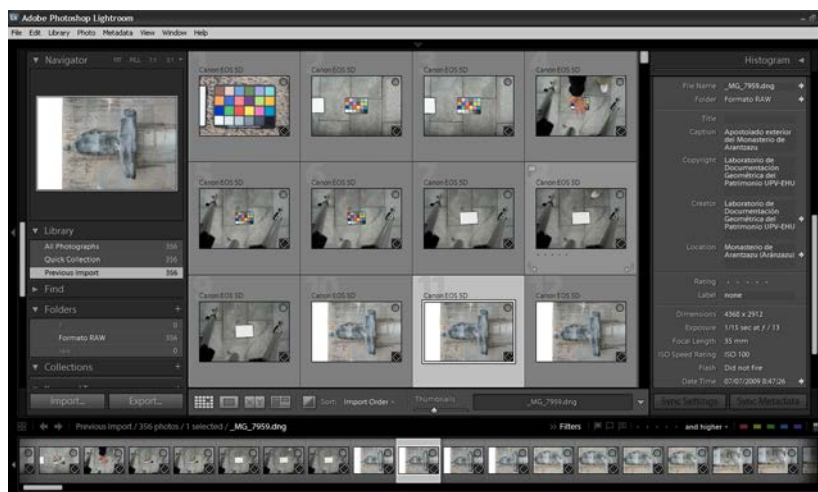 Adobe Photoshop Lightroom
File Edit Library Photo Metadata View Window Help
Navigator FIT FILL 1:1
Library
All Photographs 356
Quick Collection 356
Previous Import 356
Find
Folders
0
Formato RAW 356
0
Collections
Import... Export...
Canon EOS 5D Canon EOS 5D Canon EOS 5D Canon EOS 5D
Canon EOS 5D Canon EOS 5D Canon EOS 5D Canon EOS 5D
Canon EOS 5D Canon EOS 5D Canon EOS 5D Canon EOS 5D
11
Sort: Import Order Thumbnails _MG_7959.dng
Histogram
File Name _MG_7959.dng
Folder Formato RAW
Title
Caption Apostolado exterior
del Monasterio de
Arantzazu
Copyright Laboratorio de
Documentación
Geométrica del
Patrimonio UPV-EHU
Creator Laboratorio de
Documentación
Geométrica del
Patrimonio UPV-EHU
Location Monasterio de
Arantzazu (Aránzazu)
Rating
Label none
Dimensions 4368 x 2912
Exposure 1/15 sec at ƒ / 13
Focal Length 35 mm
ISO Speed Rating ISO 100
Flash Did not fire
Date Time 07/07/2009 8:47:26
Sync Settings Sync Metadata
Previous Import / 356 photos / 1 selected / _MG_7959.dng
Filters and higher